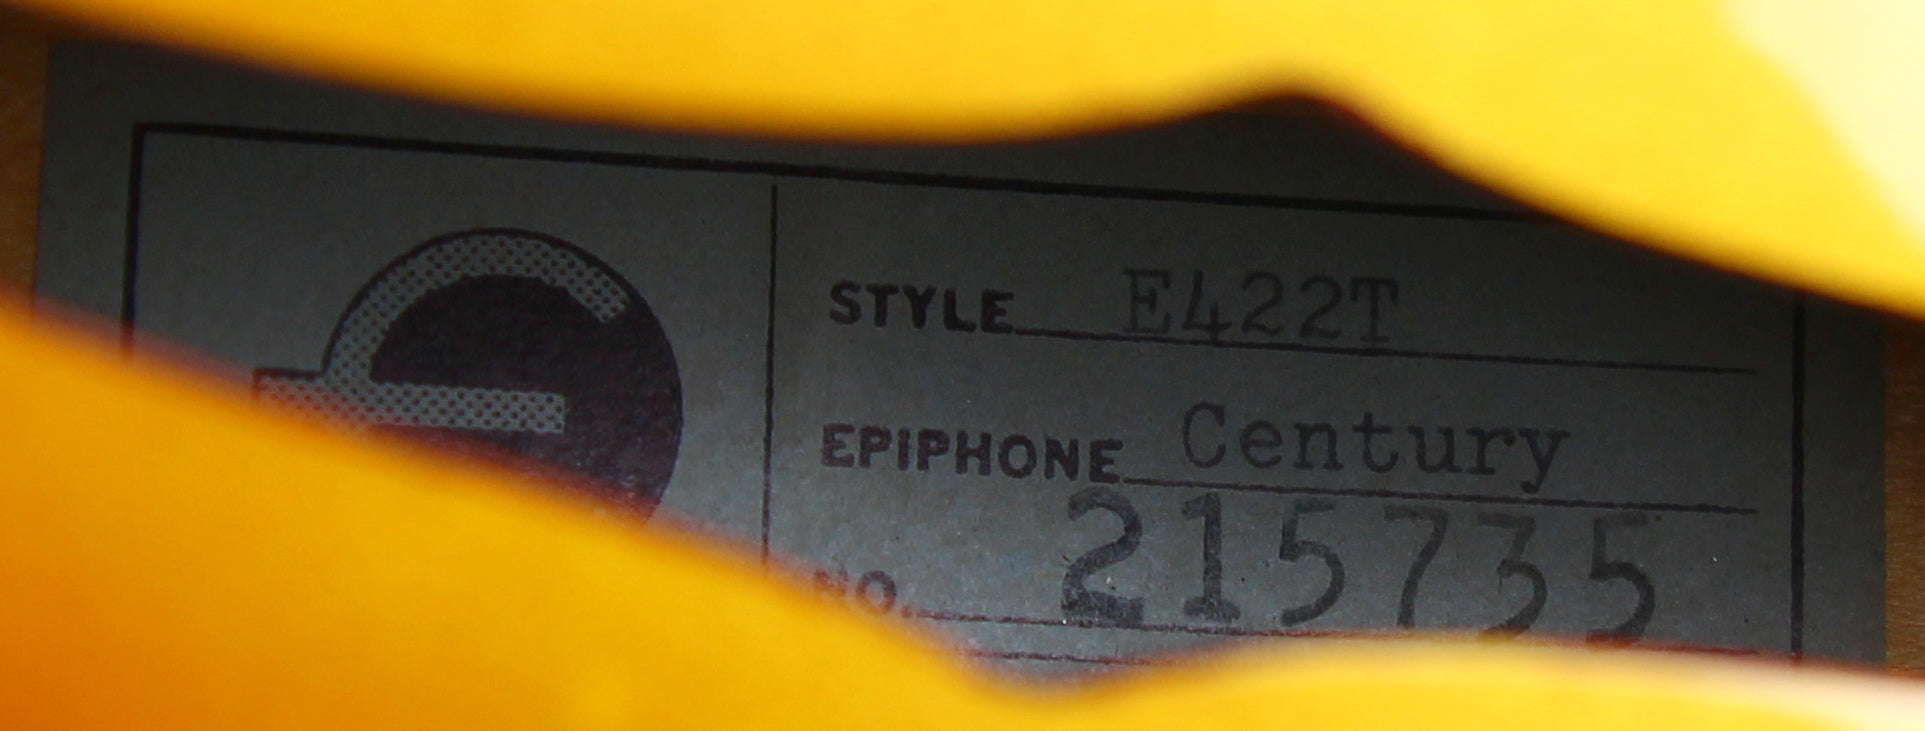 STYLE E422T
EPIPHONE Century
NO. 215735